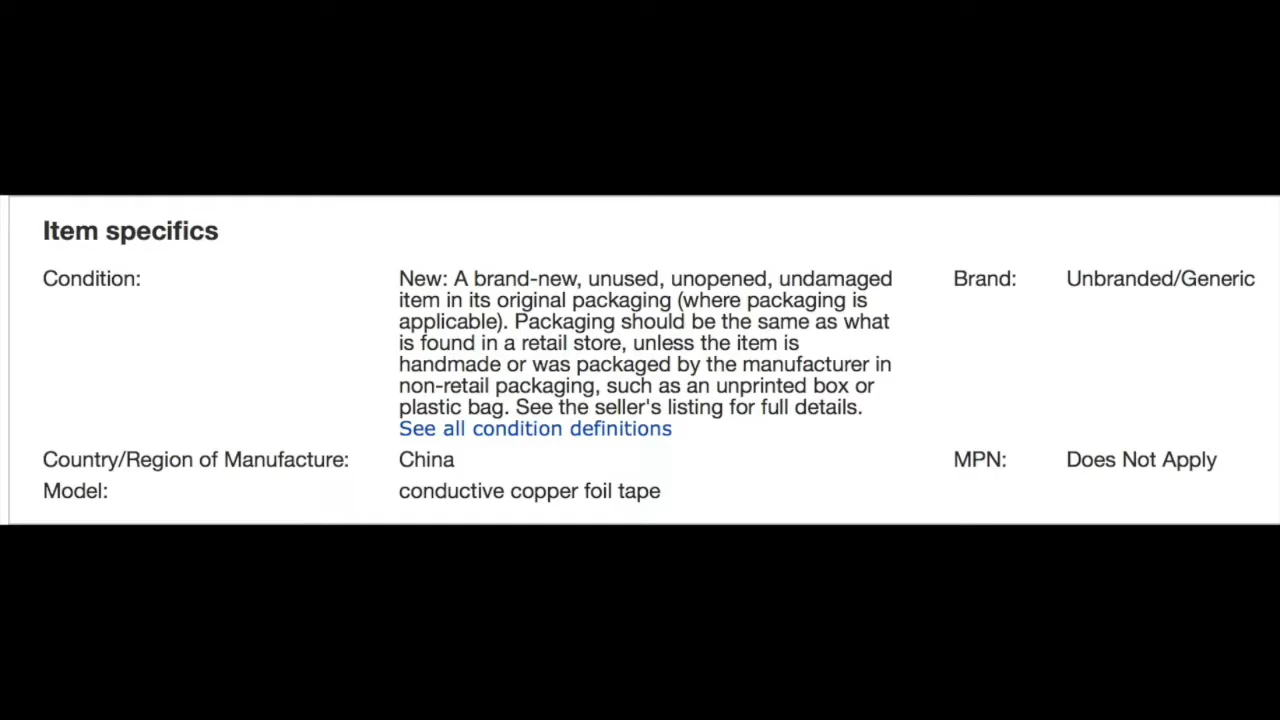 Item specifics
Condition: New: A brand-new, unused, unopened, undamaged Brand: Unbranded/Generic
item in its original packaging (where packaging is
applicable). Packaging should be the same as what
is found in a retail store, unless the item is
handmade or was packaged by the manufacturer in
non-retail packaging, such as an unprinted box or
plastic bag. See the seller's listing for full details.
See all condition definitions
Country/Region of Manufacture: China MPN: Does Not Apply
Model: conductive copper foil tape